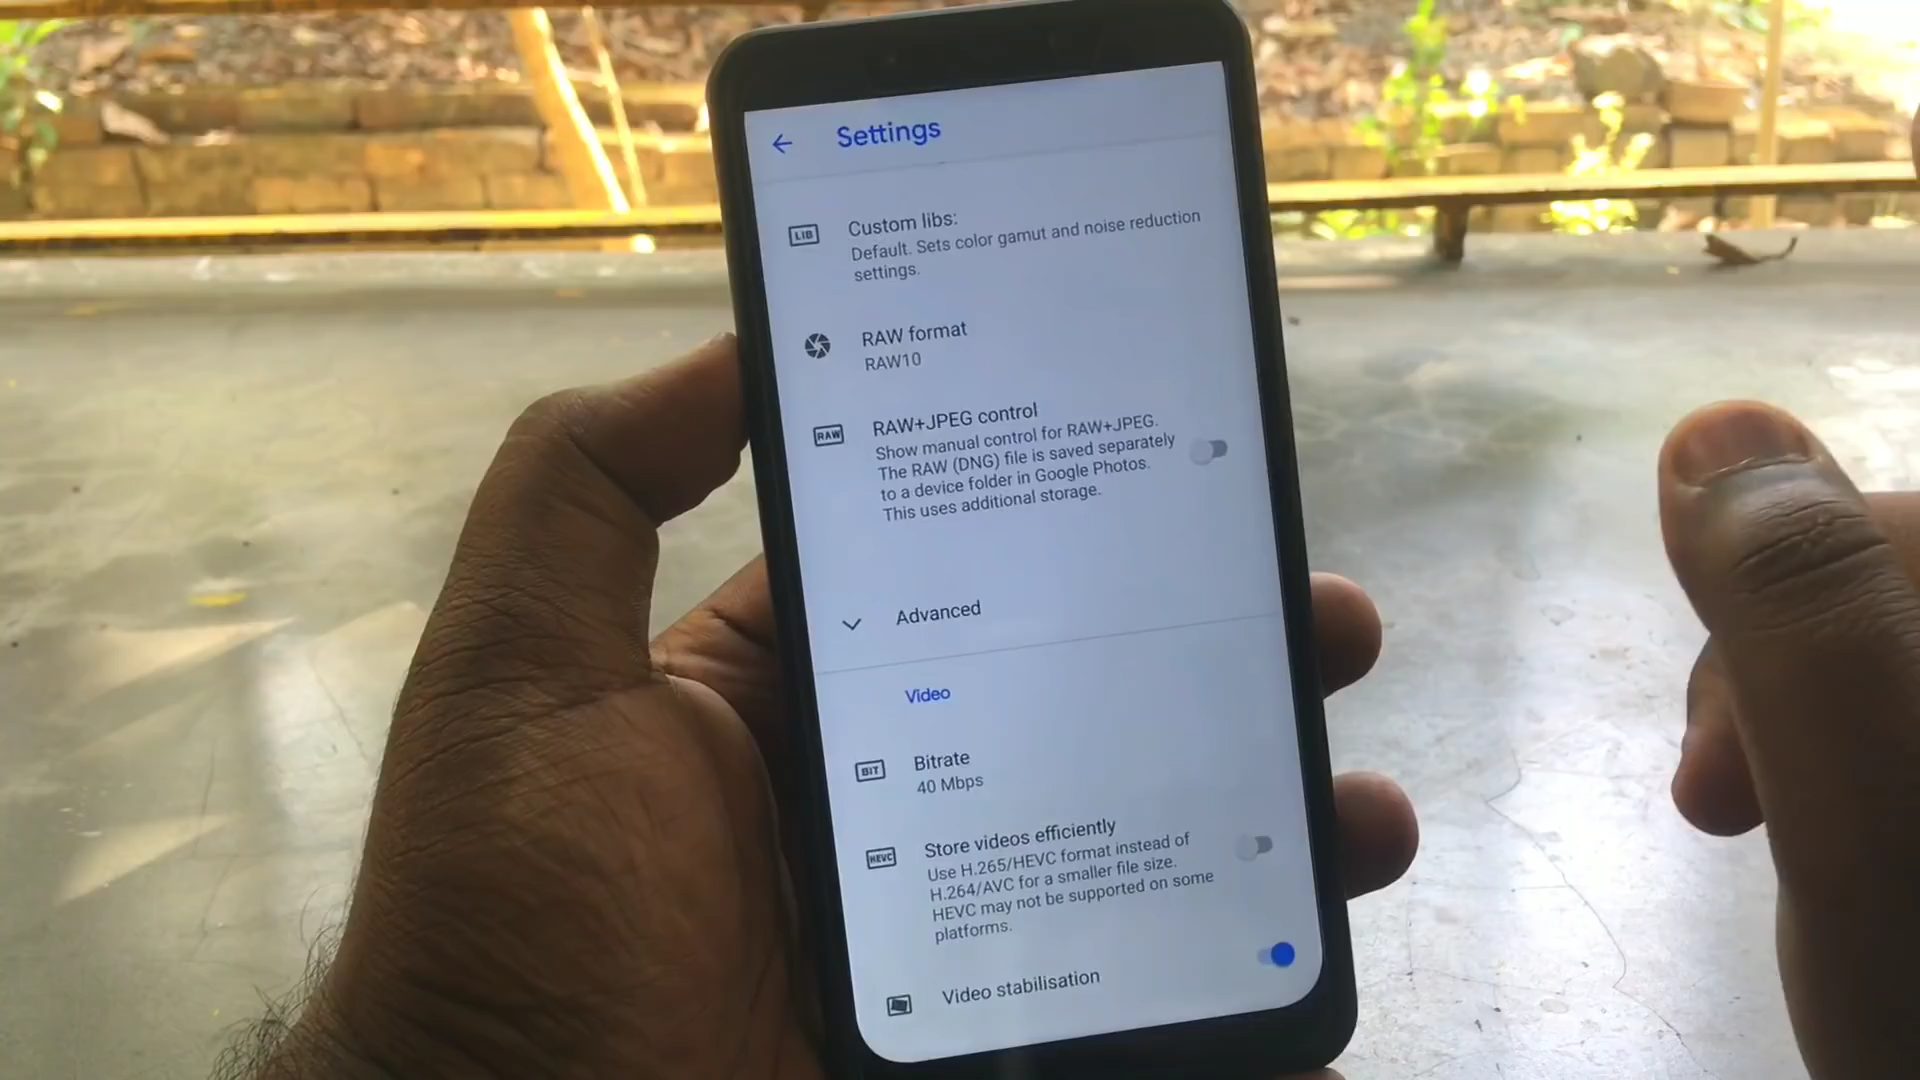 Settings
LIB
Custom libs:
Default. Sets color gamut and noise reduction
settings.
RAW format
RAW10
RAW
RAW+JPEG control
Show manual control for RAW+JPEG.
The RAW (DNG) file is saved separately
to a device folder in Google Photos.
This uses additional storage.
Advanced
Video
BIT
Bitrate
40 Mbps
HEVC
Store videos efficiently
Use H.265/HEVC format instead of
H.264/AVC for a smaller file size.
HEVC may not be supported on some
platforms.
Video stabilisation